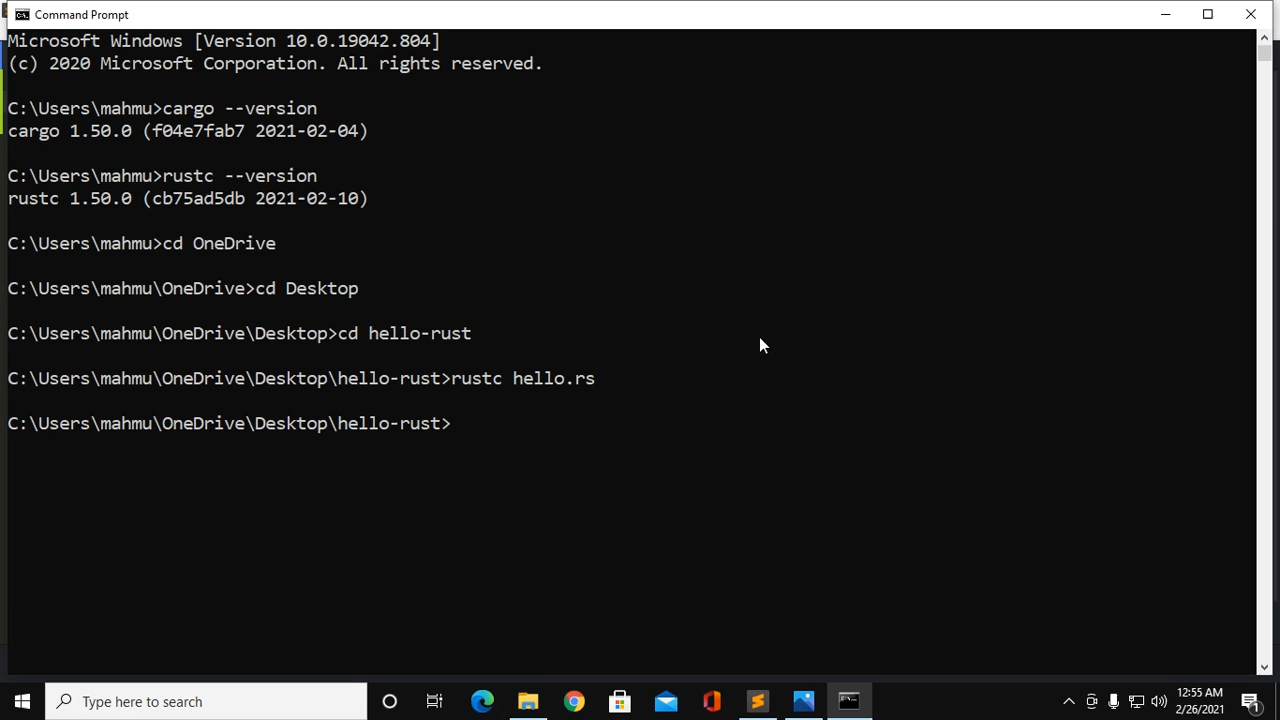 Command Prompt
Microsoft Windows [Version 10.0.19042.804]
(c) 2020 Microsoft Corporation. All rights reserved.
C:\Users\mahmu>cargo --version
cargo 1.50.0 (f04e7fab7 2021-02-04)
C:\Users\mahmu>rustc --version
rustc 1.50.0 (cb75ad5db 2021-02-10)
C:\Users\mahmu>cd OneDrive
C:\Users\mahmu\OneDrive>cd Desktop
C:\Users\mahmu\OneDrive\Desktop>cd hello-rust
C:\Users\mahmu\OneDrive\Desktop\hello-rust>rustc hello.rs
C:\Users\mahmu\OneDrive\Desktop\hello-rust>
Type here to search
12:55 AM
2/26/2021
1